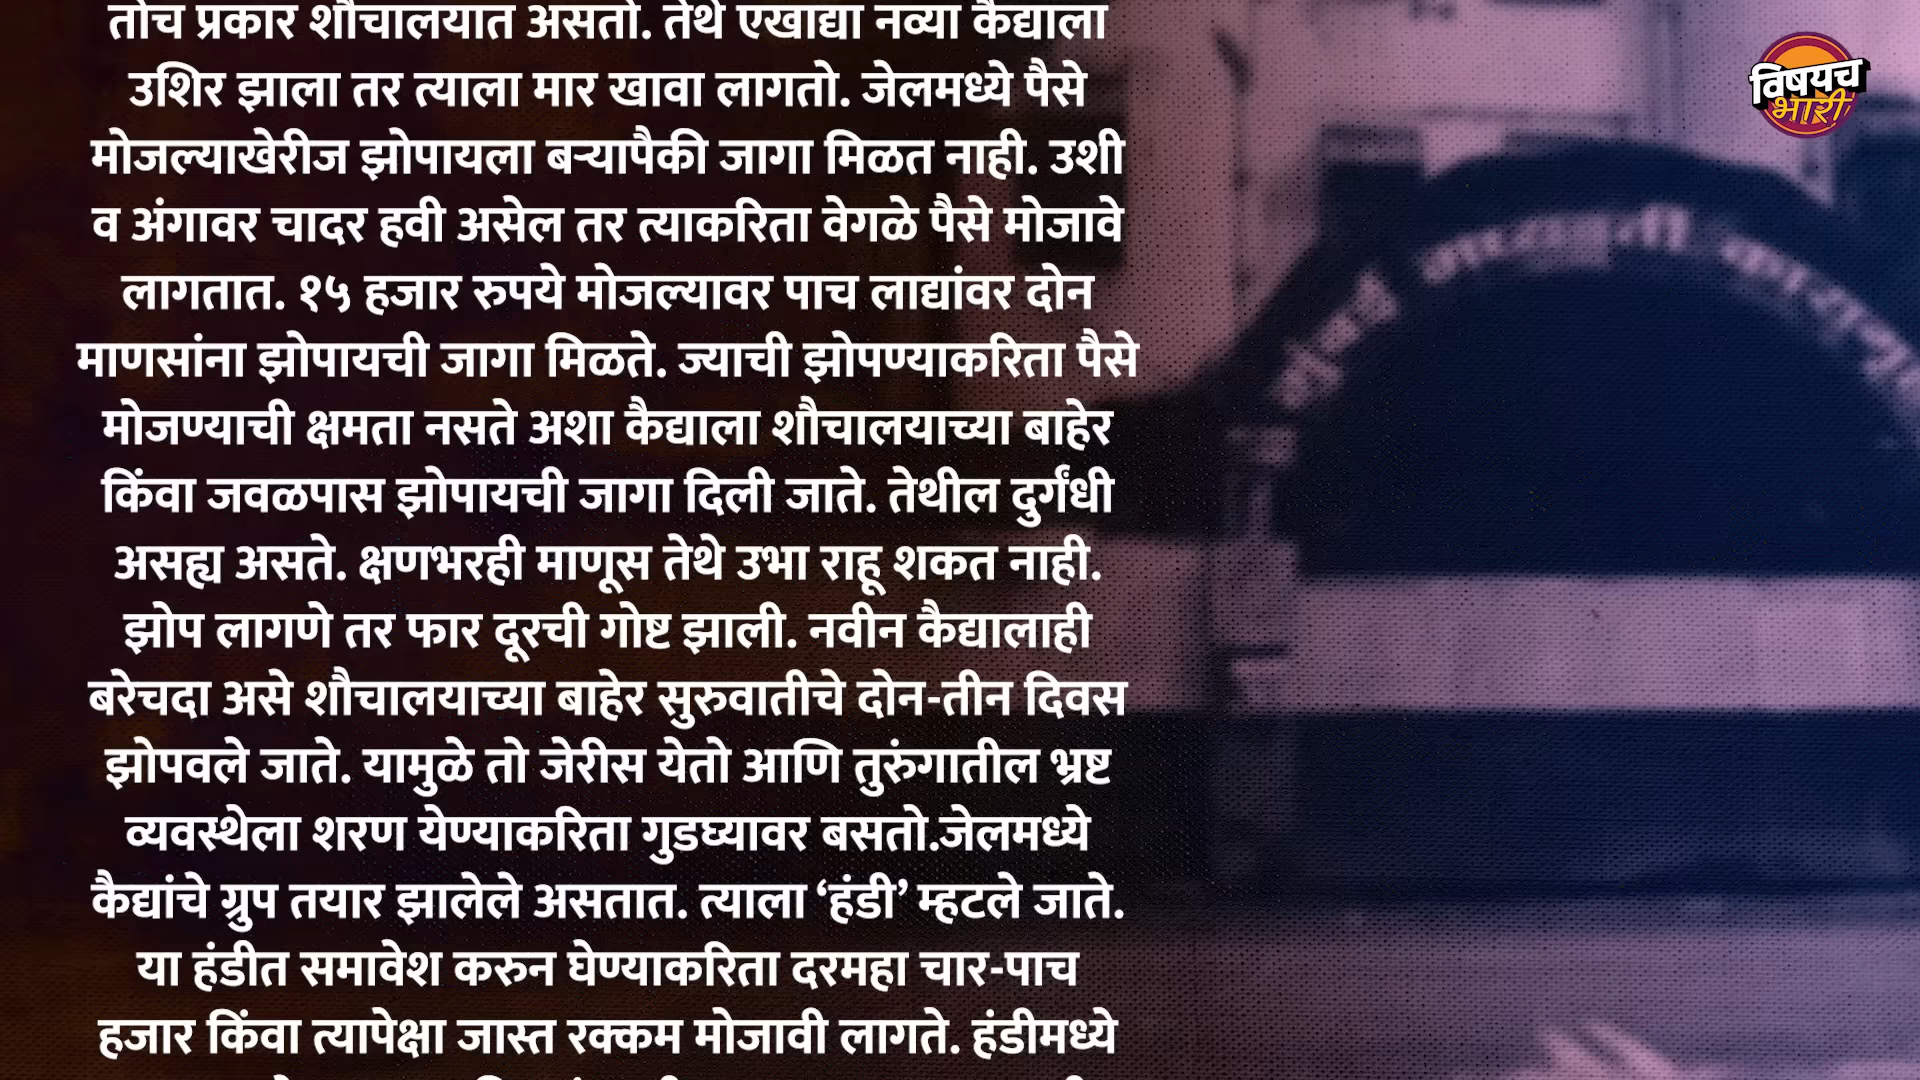 तोच प्रकार शौचालयात असतो. तेथे एखाद्या नव्या कैद्याला
उशिर झाला तर त्याला मार खावा लागतो. जेलमध्ये पैसे
मोजल्याखेरीज झोपायला बऱ्यापैकी जागा मिळत नाही. उशी
व अंगावर चादर हवी असेल तर त्याकरिता वेगळे पैसे मोजावे
लागतात. १५ हजार रुपये मोजल्यावर पाच लाद्यांवर दोन
माणसांना झोपायची जागा मिळते. ज्याची झोपण्याकरिता पैसे
मोजण्याची क्षमता नसते अशा कैद्याला शौचालयाच्या बाहेर
किंवा जवळपास झोपायची जागा दिली जाते. तेथील दुर्गंधी
असह्य असते. क्षणभरही माणूस तेथे उभा राहू शकत नाही.
झोप लागणे तर फार दूरची गोष्ट झाली. नवीन कैद्यालाही
बरेचदा असे शौचालयाच्या बाहेर सुरुवातीचे दोन-तीन दिवस
झोपवले जाते. यामुळे तो जेरीस येतो आणि तुरुंगातील भ्रष्ट
व्यवस्थेला शरण येण्याकरिता गुडघ्यावर बसतो.जेलमध्ये
कैद्यांचे ग्रुप तयार झालेले असतात. त्याला ‘हंडी’ म्हटले जाते.
या हंडीत समावेश करुन घेण्याकरिता दरमहा चार-पाच
हजार किंवा त्यापेक्षा जास्त रक्कम मोजावी लागते. हंडीमध्ये
विषयच
भारी